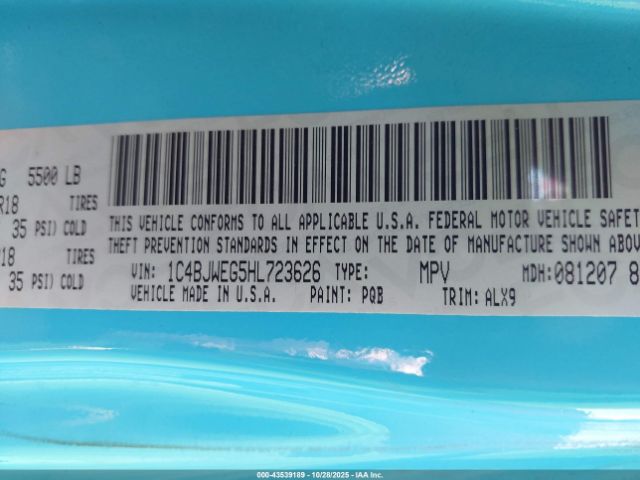 G 5500 LB
R18 TIRES
35 PSI) COLD
R18 TIRES
35 PSI) COLD
THIS VEHICLE CONFORMS TO ALL APPLICABLE U.S.A. FEDERAL MOTOR VEHICLE SAFET
THEFT PREVENTION STANDARDS IN EFFECT ON THE DATE OF MANUFACTURE SHOWN ABOV
VIN: 1C4BJWEG5HL723626 TYPE: MPV MDH: 081207 8
VEHICLE MADE IN U.S.A. PAINT: PQB TRIM: ALX9
000-43539189 | 10/28/2025 | IAA Inc.